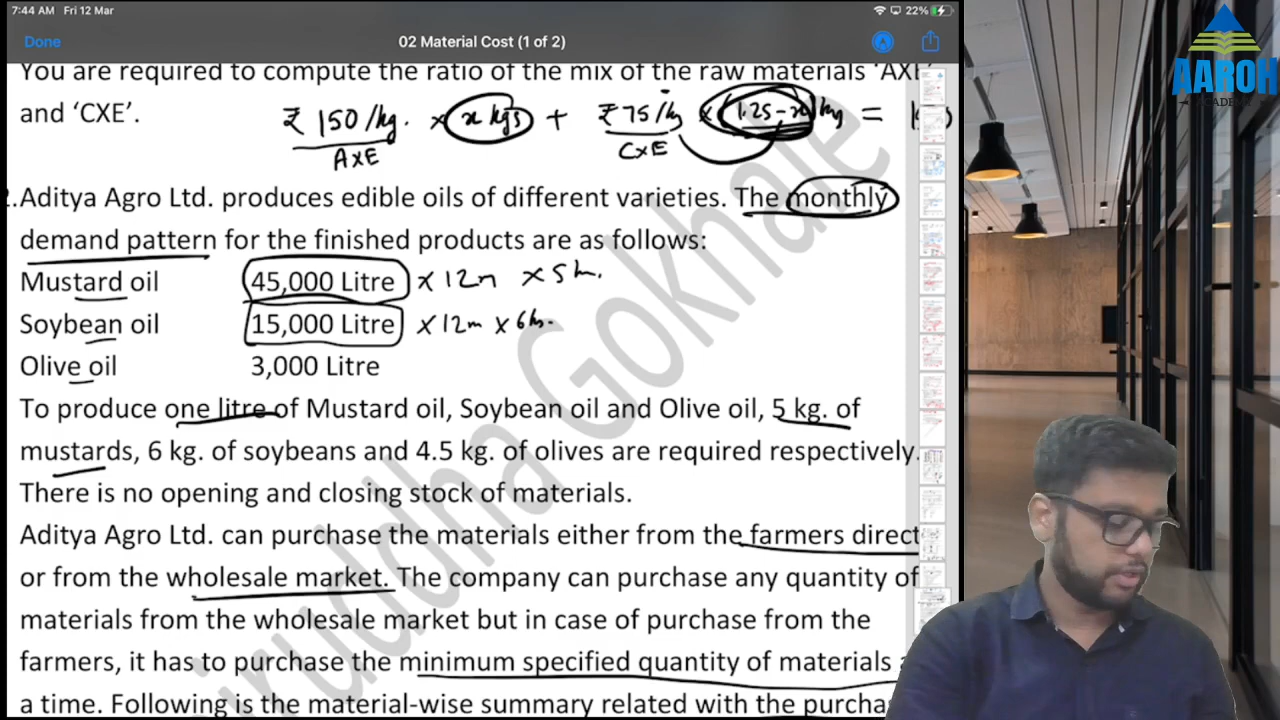 7:44 AM Fri 12 Mar
22%
Done
02 Material Cost (1 of 2)
AAROH
ACADEMY
You are required to compute the ratio of the mix of the raw materials 'AXE'
and 'CXE'.
₹ 150/kg. × x kgs + ₹ 75/kg × (1.25-x) kg =
AXE
CXE
2.Aditya Agro Ltd. produces edible oils of different varieties. The monthly
demand pattern for the finished products are as follows:
Mustard oil 45,000 Litre × 12m × 5
Soybean oil 15,000 Litre × 12m × 6
Olive oil 3,000 Litre
To produce one litre of Mustard oil, Soybean oil and Olive oil, 5 kg. of
mustards, 6 kg. of soybeans and 4.5 kg. of olives are required respectively.
There is no opening and closing stock of materials.
Aditya Agro Ltd. can purchase the materials either from the farmers direct
or from the wholesale market. The company can purchase any quantity of
materials from the wholesale market but in case of purchase from the
farmers, it has to purchase the minimum specified quantity of materials
a time. Following is the material-wise summary related with the purcha
Gokhale